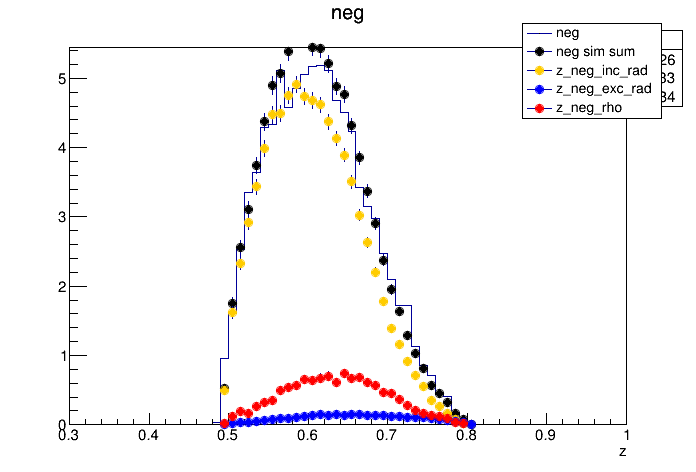 neg
neg
neg sim sum
z_neg_inc_rad
z_neg_exc_rad
z_neg_rho
26
33
34
5
4
3
2
1
0
0.3 0.4 0.5 0.6 0.7 0.8 0.9 1
z